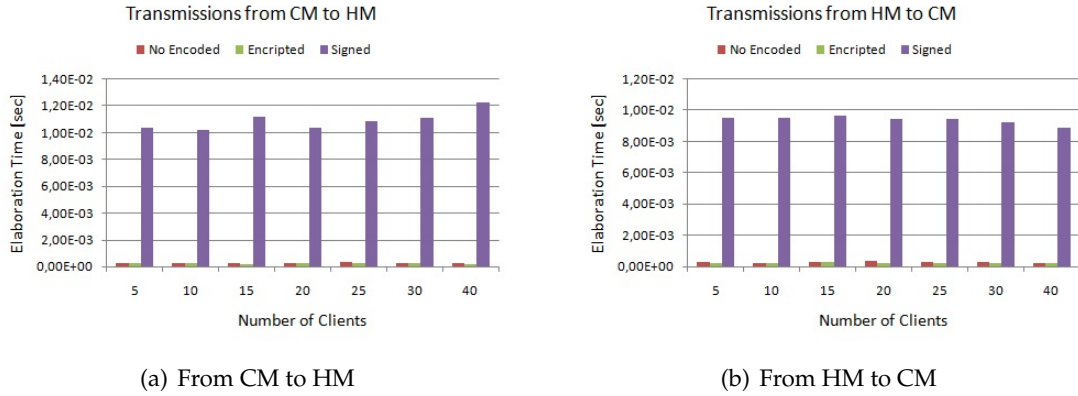 Transmissions from CM to HM
No Encoded Encripted Signed
1,40E-02
1,20E-02
1,00E-02
8,00E-03
6,00E-03
4,00E-03
2,00E-03
0,00E+00
Elaboration Time [sec]
5 10 15 20 25 30 40
Number of Clients
(a) From CM to HM
Transmissions from HM to CM
No Encoded Encripted Signed
1,20E-02
1,00E-02
8,00E-03
6,00E-03
4,00E-03
2,00E-03
0,00E+00
Elaboration Time [sec]
5 10 15 20 25 30 40
Number of Clients
(b) From HM to CM